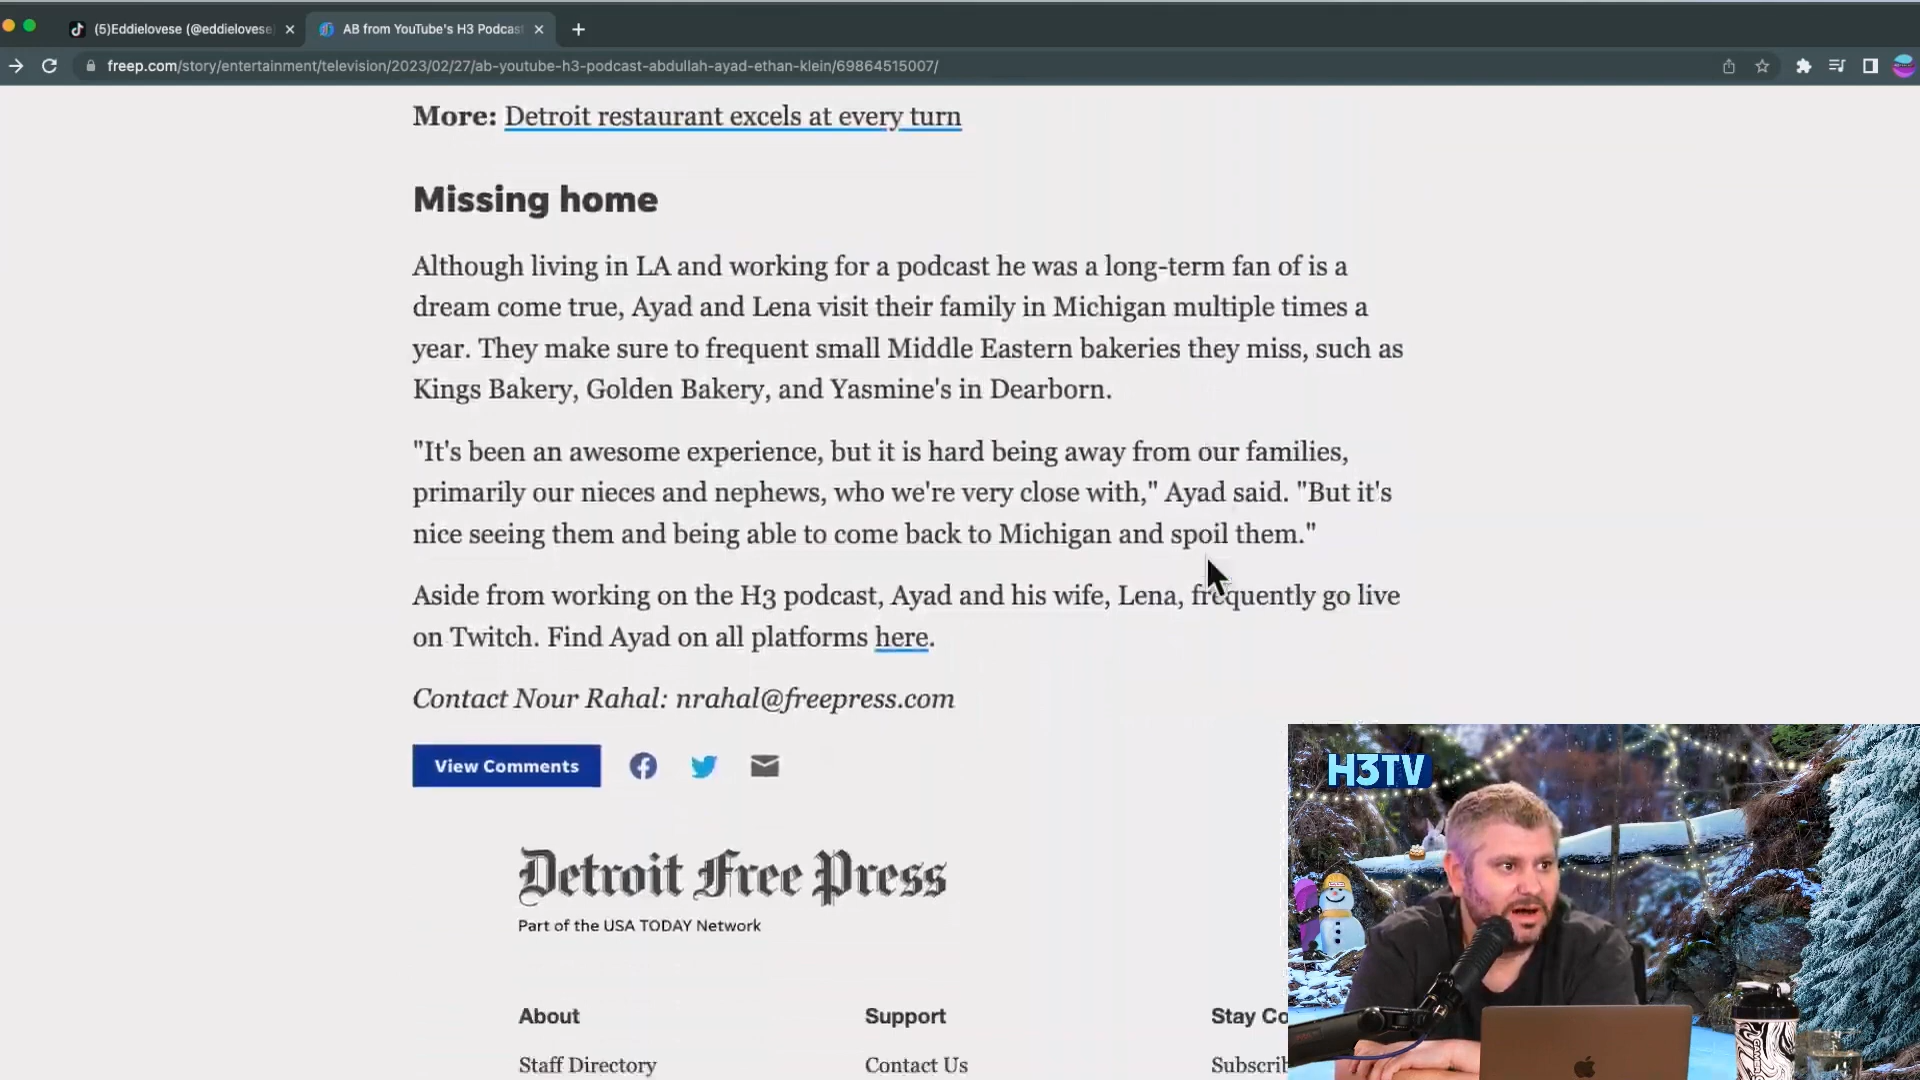 (5)Eddielovese (@eddielovese
AB from YouTube's H3 Podcast
freep.com/story/entertainment/television/2023/02/27/ab-youtube-h3-podcast-abdullah-ayad-ethan-klein/69864515007/
More: Detroit restaurant excels at every turn
Missing home
Although living in LA and working for a podcast he was a long-term fan of is a
dream come true, Ayad and Lena visit their family in Michigan multiple times a
year. They make sure to frequent small Middle Eastern bakeries they miss, such as
Kings Bakery, Golden Bakery, and Yasmine's in Dearborn.
"It's been an awesome experience, but it is hard being away from our families,
primarily our nieces and nephews, who we're very close with," Ayad said. "But it's
nice seeing them and being able to come back to Michigan and spoil them."
Aside from working on the H3 podcast, Ayad and his wife, Lena, frequently go live
on Twitch. Find Ayad on all platforms here.
Contact Nour Rahal: nrahal@freepress.com
View Comments
H3TV
Detroit Free Press
Part of the USA TODAY Network
About
Support
Stay Co
Staff Directory
Contact Us
Subscrib